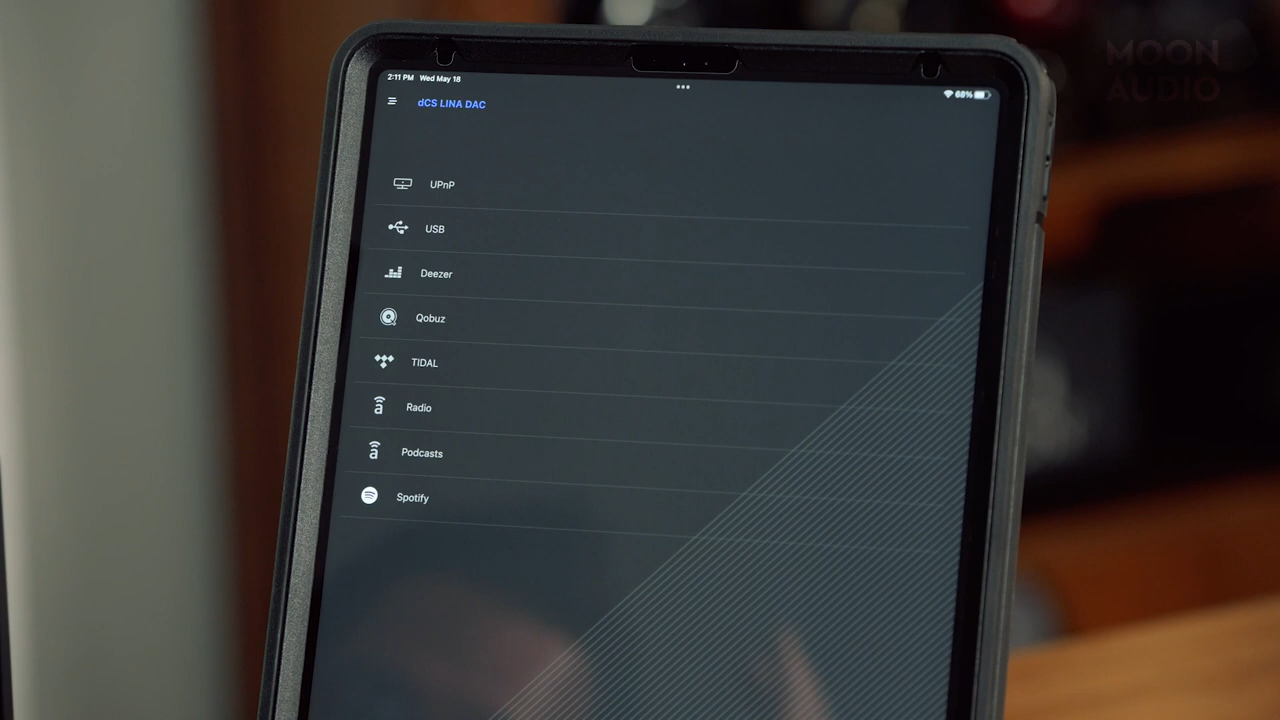 MOON
AUDIO
2:11 PM Wed May 18
68%
dCS LINA DAC
UPnP
USB
Deezer
Qobuz
TIDAL
Radio
Podcasts
Spotify